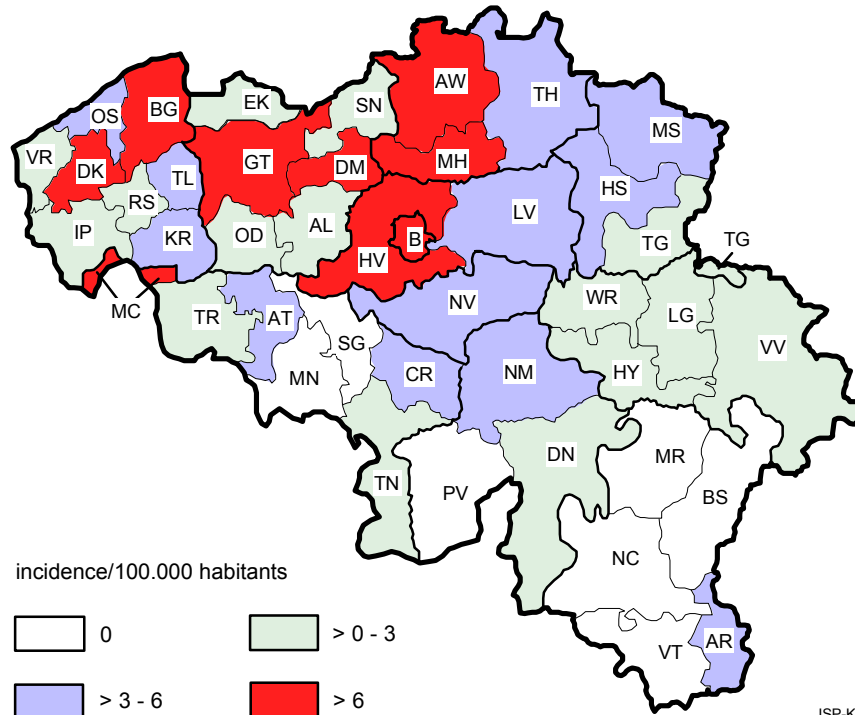 AW
TH
EK
SN
BG
OS
MS
VR
DK
TL
GT
DM
MH
HS
RS
LV
IP
KR
OD
AL
B
TG
TG
HV
MC
NV
WR
TR
AT
LG
SG
VV
MN
CR
NM
HY
DN
MR
TN
PV
BS
NC
AR
VT
incidence/100.000 habitants
0
> 0 - 3
> 3 - 6
> 6